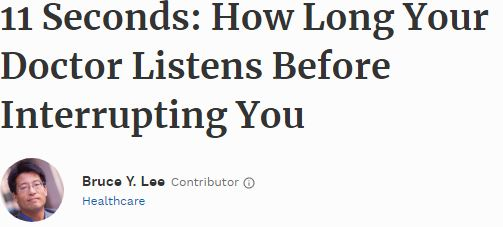 11 Seconds: How Long Your
Doctor Listens Before
Interrupting You
Bruce Y. Lee Contributor
Healthcare